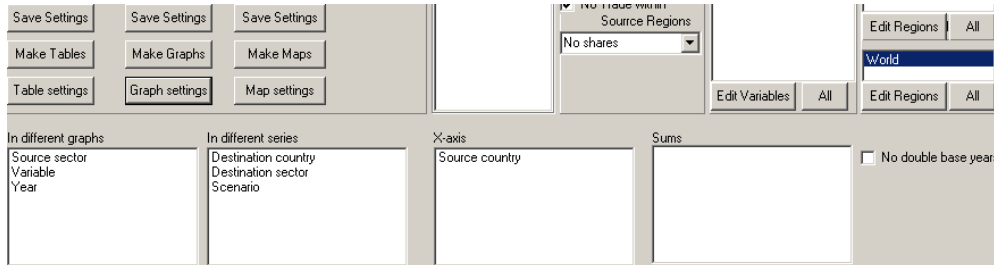 Save Settings
Save Settings
Save Settings
No Trade within
Source Regions
Edit Regions
All
Make Tables
Make Graphs
Make Maps
No shares
World
Table settings
Graph settings
Map settings
Edit Variables
All
Edit Regions
All
In different graphs
In different series
X-axis
Sums
Source sector
Variable
Year
Destination country
Destination sector
Scenario
Source country
No double base year